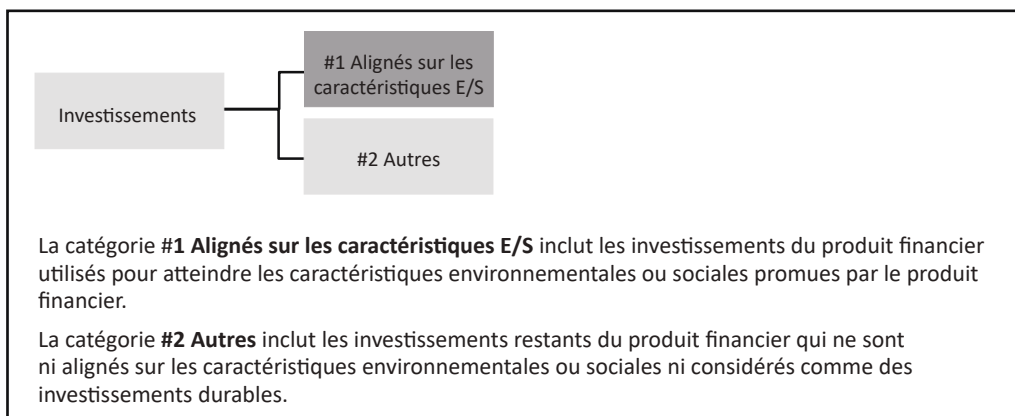 #1 Alignés sur les
caractéristiques E/S
Investissements
#2 Autres
La catégorie #1 Alignés sur les caractéristiques E/S inclut les investissements du produit financier
utilisés pour atteindre les caractéristiques environnementales ou sociales promues par le produit
financier.
La catégorie #2 Autres inclut les investissements restants du produit financier qui ne sont
ni alignés sur les caractéristiques environnementales ou sociales ni considérés comme des
investissements durables.